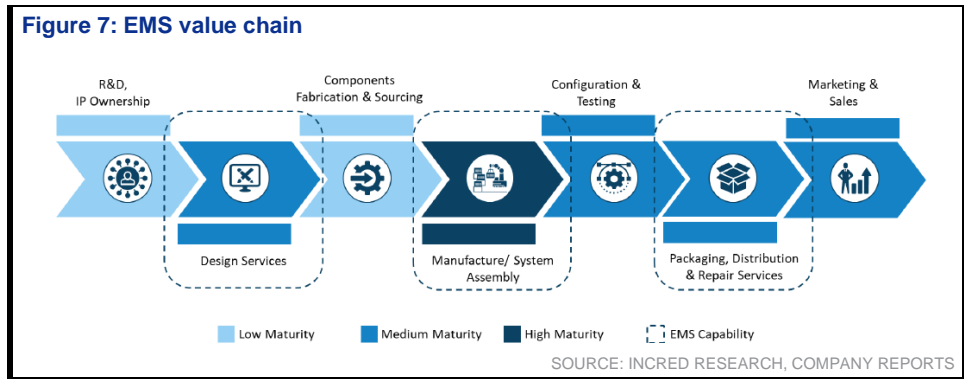 Figure 7: EMS value chain
R&D,
IP Ownership
Components
Fabrication & Sourcing
Configuration &
Testing
Marketing &
Sales
Design Services
Manufacture/ System
Assembly
Packaging, Distribution
& Repair Services
Low Maturity
Medium Maturity
High Maturity
EMS Capability
SOURCE: INCRED RESEARCH, COMPANY REPORTS